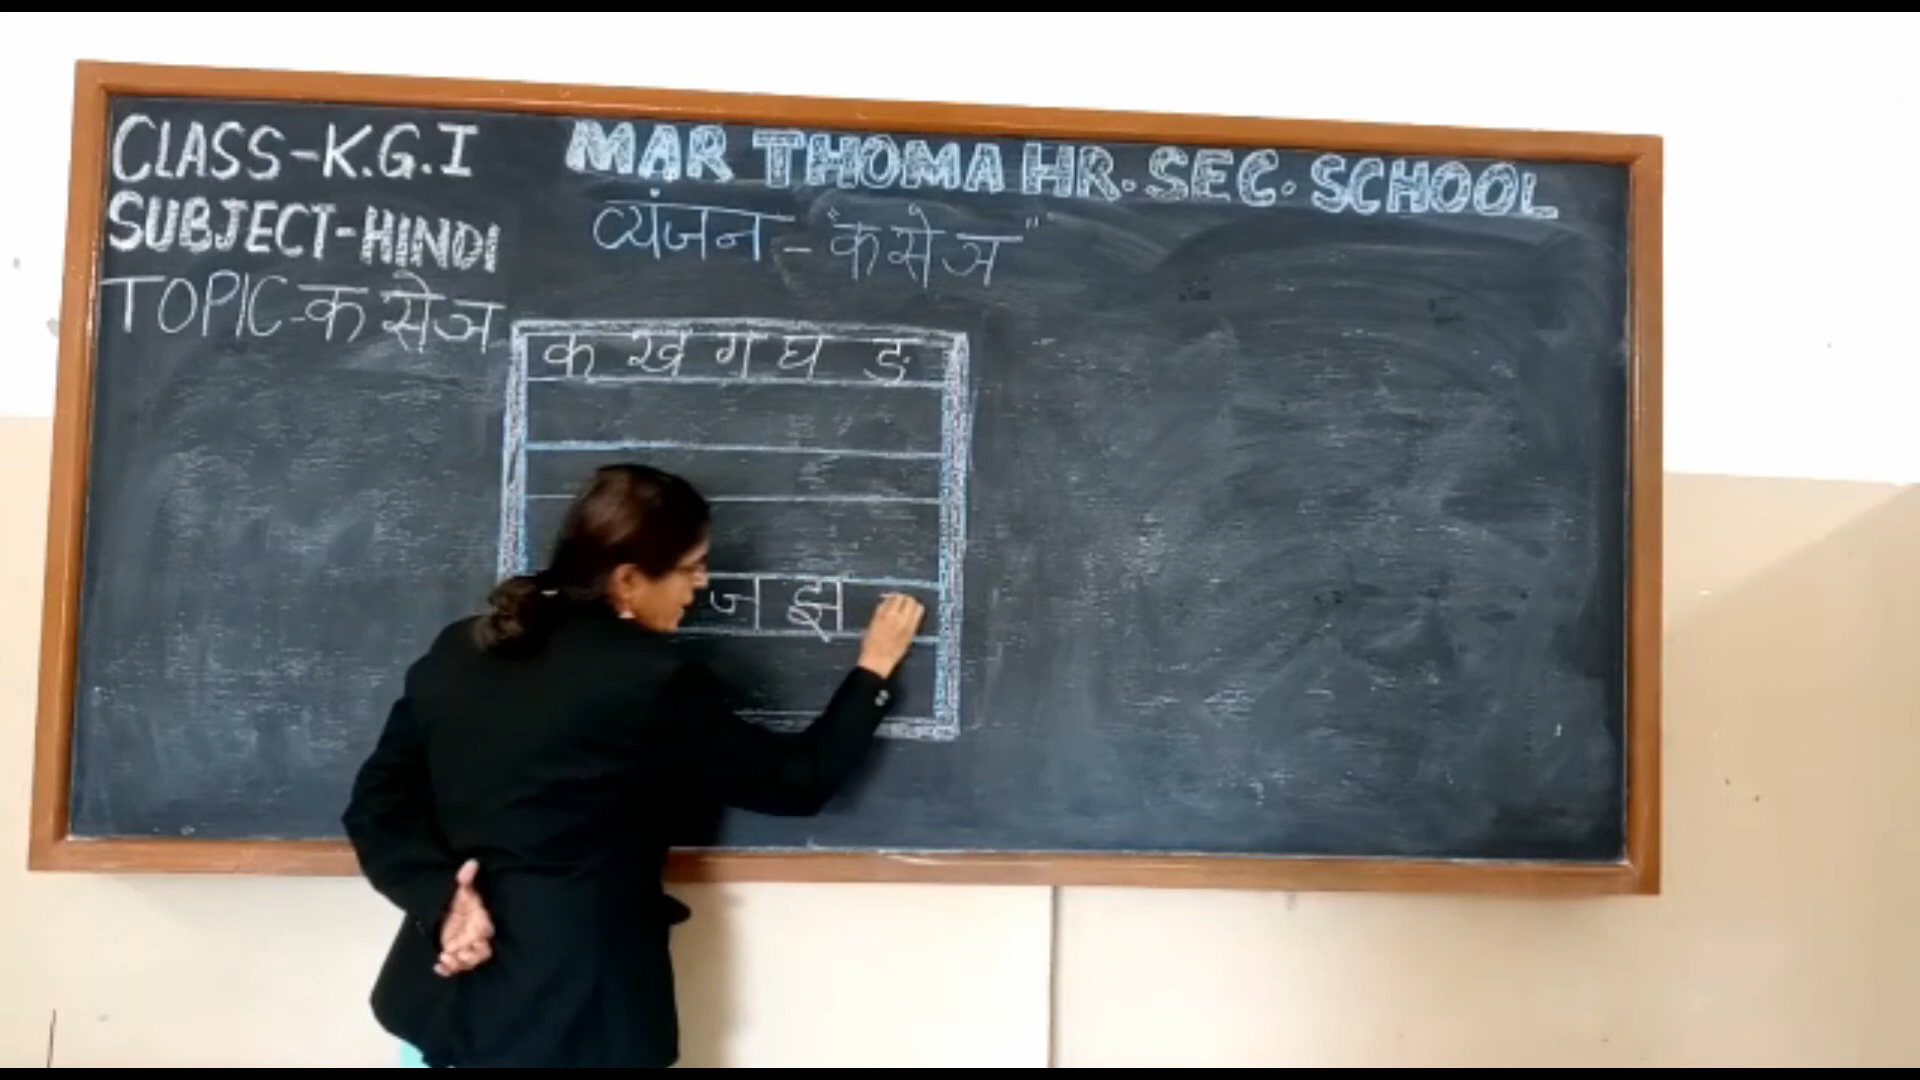 CLASS-K.G.I
SUBJECT-HINDI
TOPIC-क से ञ
MAR THOMA HR. SEC. SCHOOL
व्यंजन - "क से ञ"
क ख ग घ ङ
ज झ